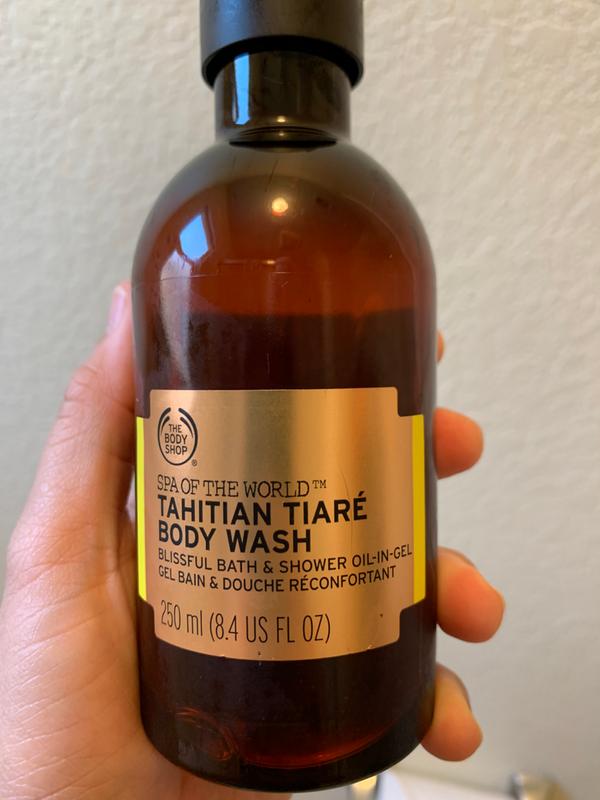 THE
BODY
SHOP
®
SPA OF THE WORLD™
TAHITIAN TIARÉ
BODY WASH
BLISSFUL BATH & SHOWER OIL-IN-GEL
GEL BAIN & DOUCHE RÉCONFORTANT
250 ml (8.4 US FL OZ)